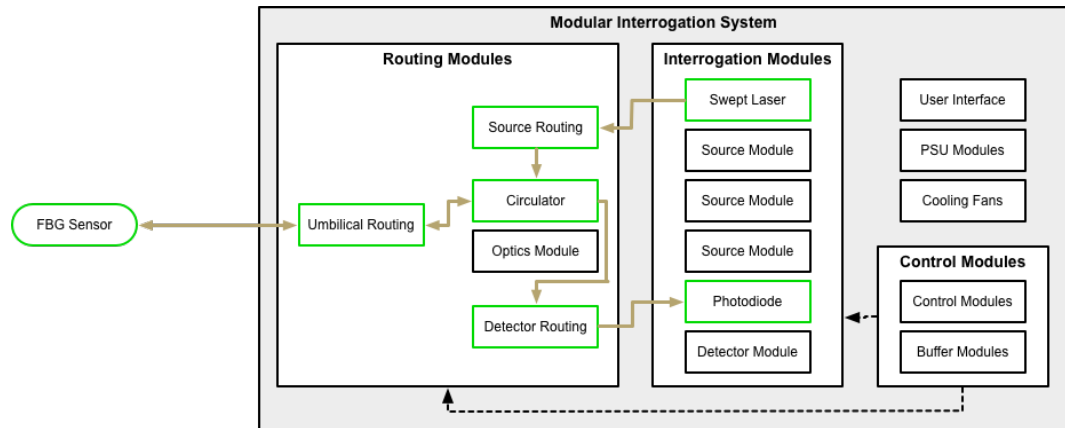 Modular Interrogation System
Routing Modules
Interrogation Modules
Swept Laser
User Interface
Source Routing
Source Module
PSU Modules
Circulator
Source Module
Cooling Fans
FBG Sensor
Umbilical Routing
Optics Module
Source Module
Control Modules
Photodiode
Control Modules
Detector Routing
Detector Module
Buffer Modules